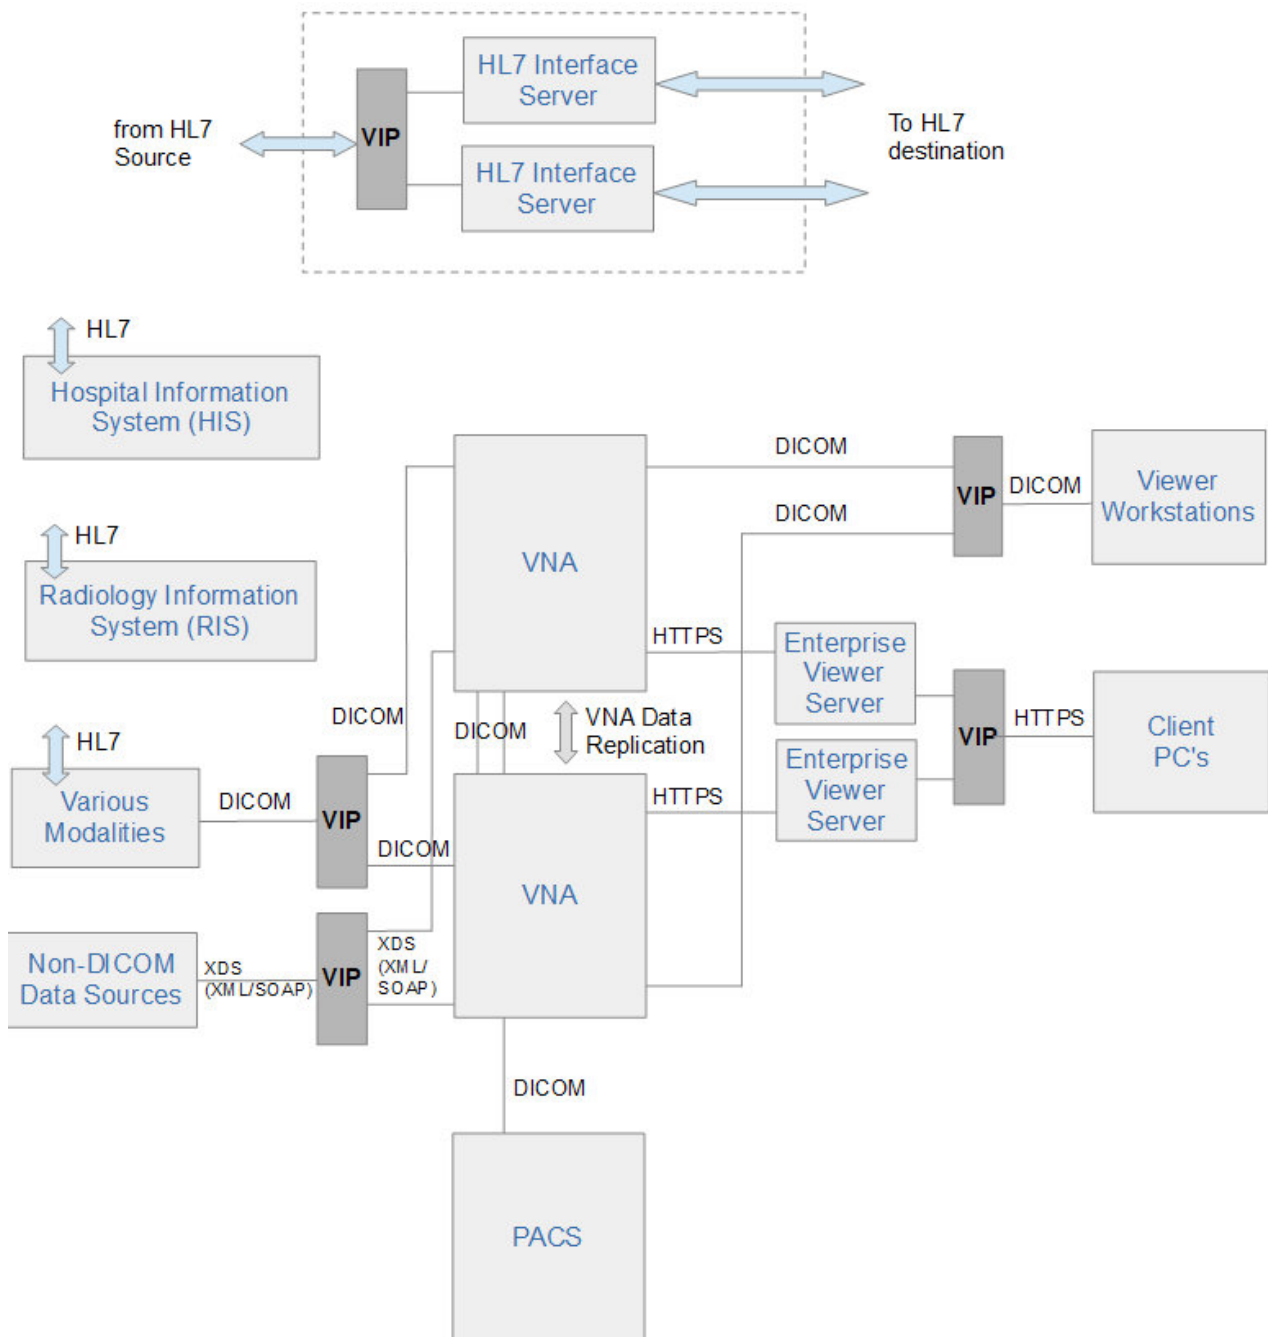 HL7 Interface
Server
VIP
from HL7
Source
To HL7
destination
HL7 Interface
Server
HL7
Hospital Information
System (HIS)
HL7
Radiology Information
System (RIS)
HL7
Various
Modalities
DICOM
VIP
DICOM
DICOM
Non-DICOM
Data Sources
XDS
(XML/SOAP)
VIP
XDS
(XML/
SOAP)
VNA
DICOM
VNA Data
Replication
VNA
DICOM
PACS
DICOM
DICOM
VIP
DICOM
Viewer
Workstations
HTTPS
Enterprise
Viewer
Server
HTTPS
Enterprise
Viewer
Server
VIP
HTTPS
Client
PC's